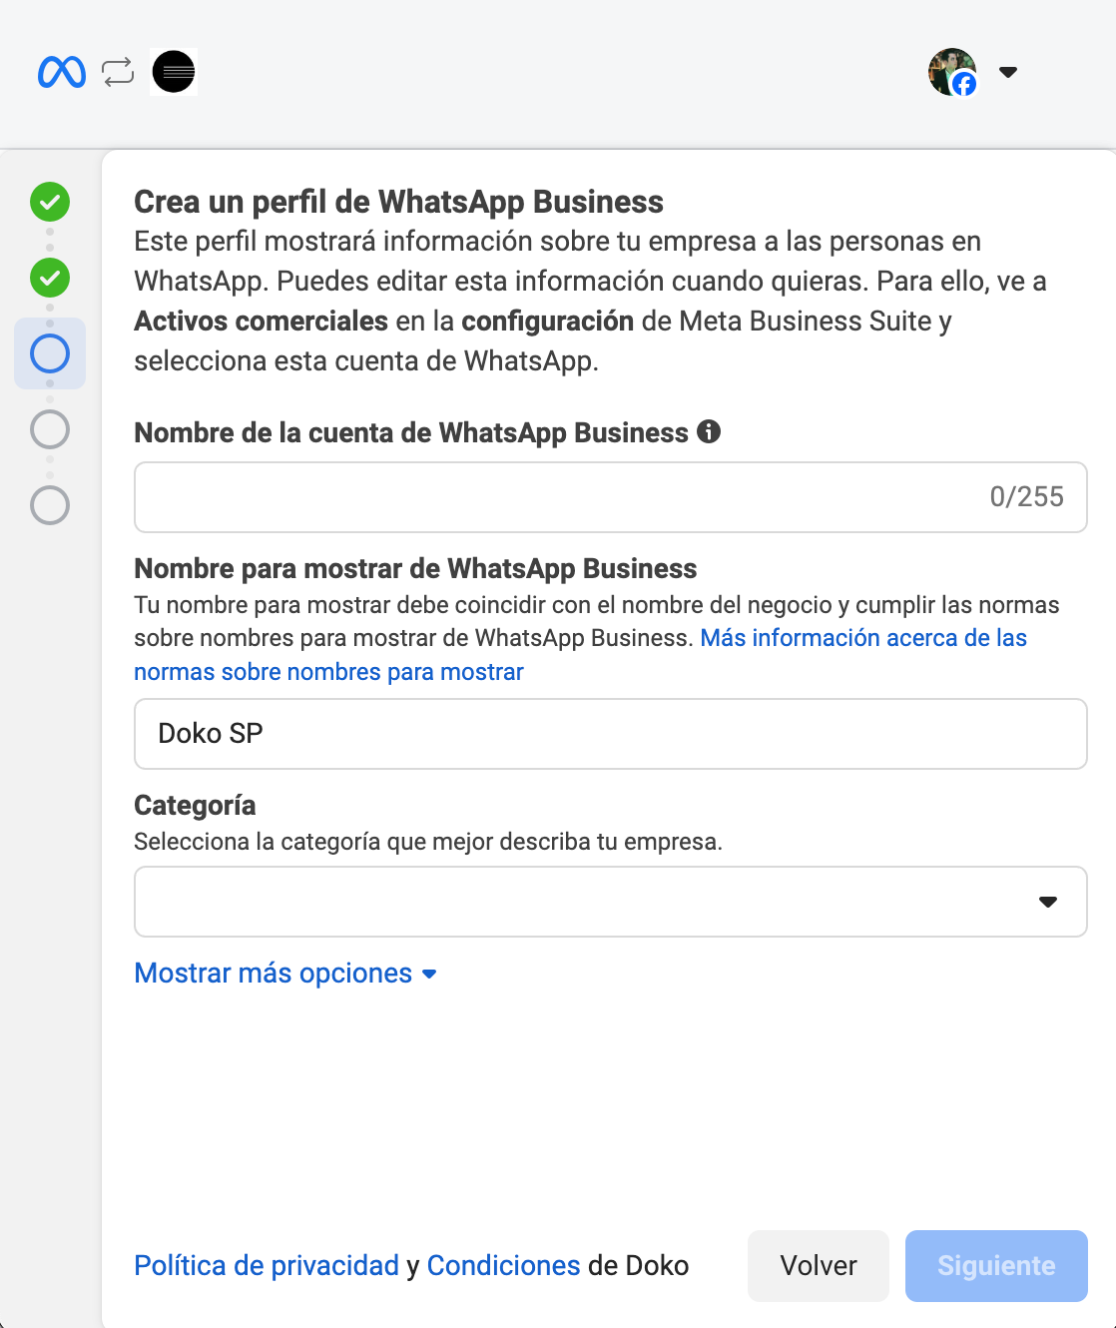 Crea un perfil de WhatsApp Business
Este perfil mostrará información sobre tu empresa a las personas en
WhatsApp. Puedes editar esta información cuando quieras. Para ello, ve a
Activos comerciales en la configuración de Meta Business Suite y
selecciona esta cuenta de WhatsApp.
Nombre de la cuenta de WhatsApp Business
0/255
Nombre para mostrar de WhatsApp Business
Tu nombre para mostrar debe coincidir con el nombre del negocio y cumplir las normas
sobre nombres para mostrar de WhatsApp Business. Más información acerca de las
normas sobre nombres para mostrar
Doko SP
Categoría
Selecciona la categoría que mejor describa tu empresa.
Mostrar más opciones
Política de privacidad y Condiciones de Doko
Volver
Siguiente